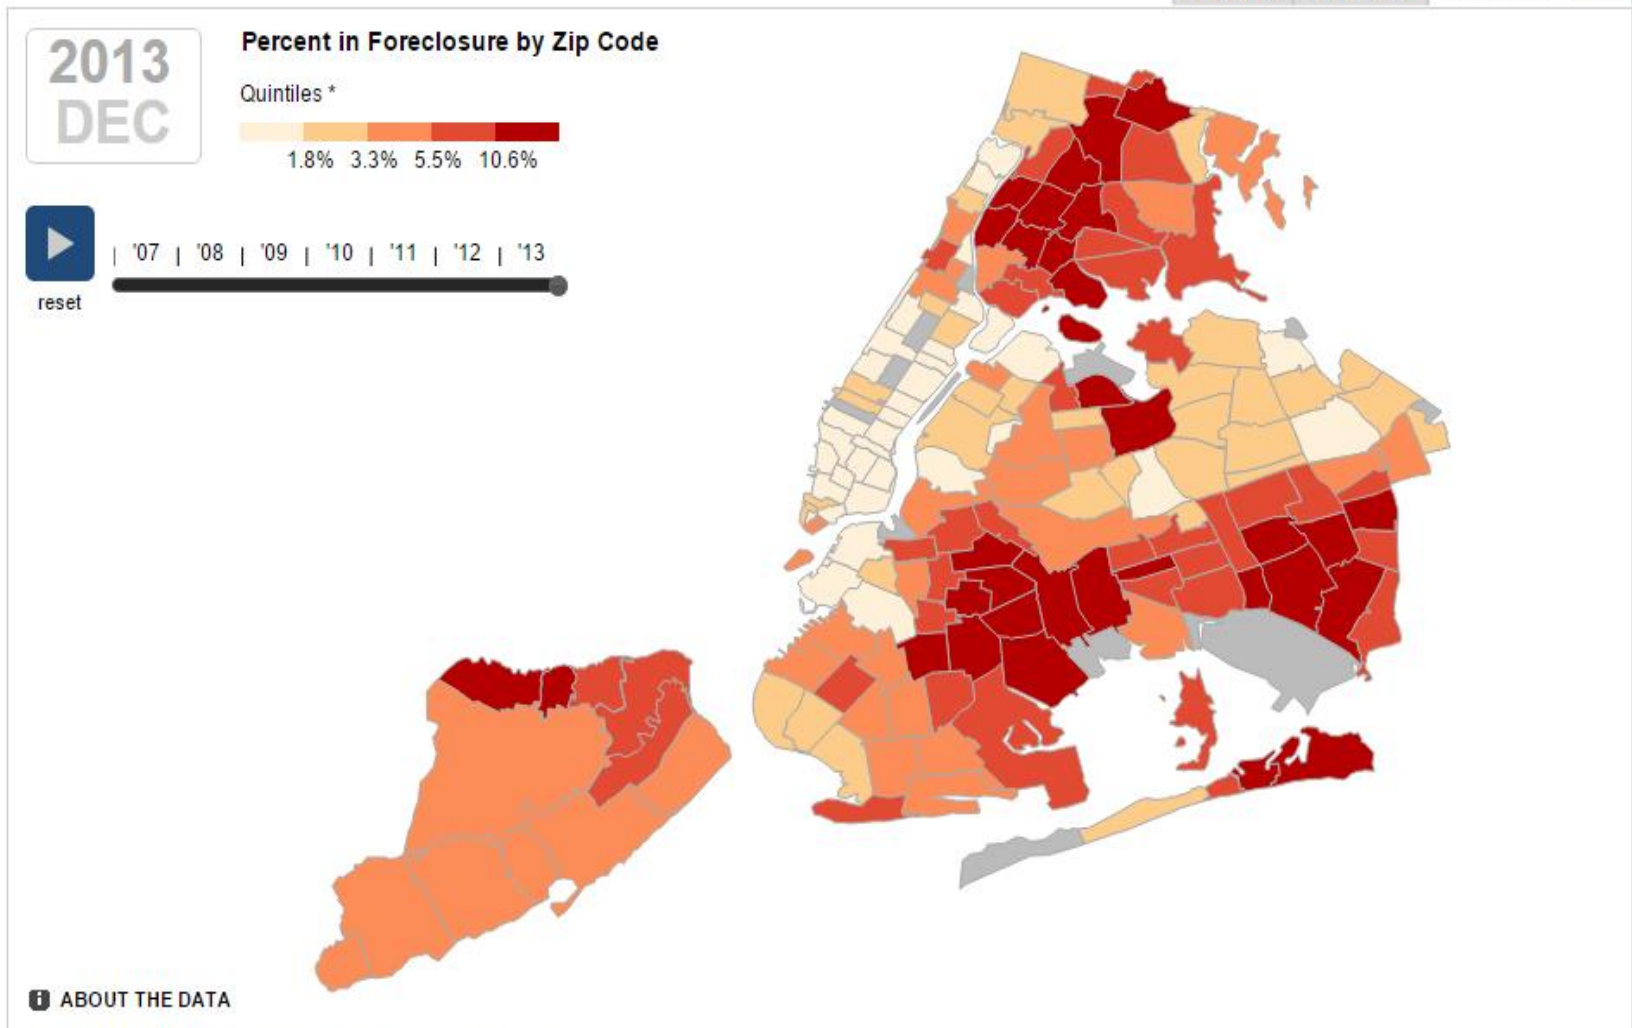 2013
DEC
Percent in Foreclosure by Zip Code
Quintiles *
1.8% 3.3% 5.5% 10.6%
| '07 | '08 | '09 | '10 | '11 | '12 | '13
reset
i ABOUT THE DATA